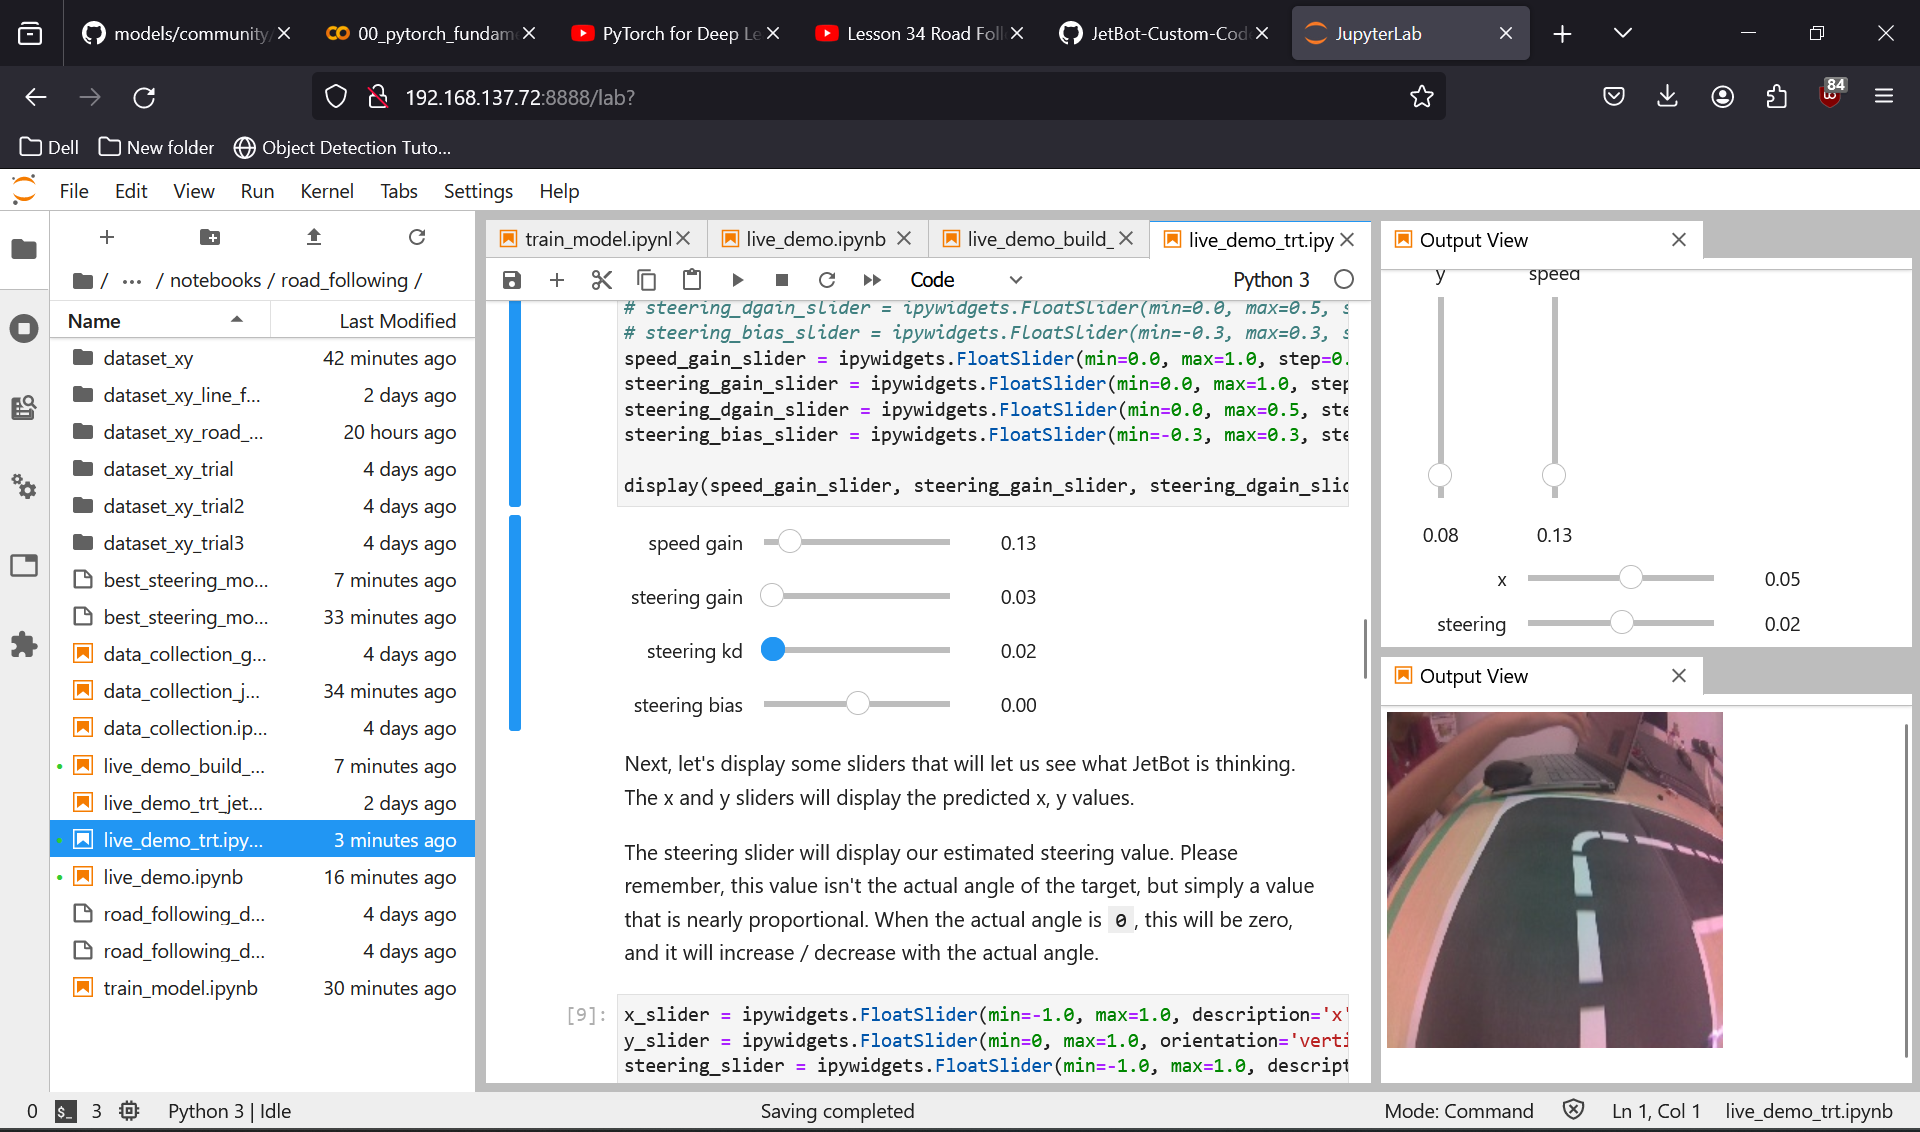 models/community/
00_pytorch_fundam
PyTorch for Deep Le
Lesson 34 Road Foll
JetBot-Custom-Cod
JupyterLab
192.168.137.72:8888/lab?
84
Dell
New folder
Object Detection Tuto...
File Edit View Run Kernel Tabs Settings Help
/ ... / notebooks / road_following /
Name Last Modified
dataset_xy 42 minutes ago
dataset_xy_line_f... 2 days ago
dataset_xy_road_... 20 hours ago
dataset_xy_trial 4 days ago
dataset_xy_trial2 4 days ago
dataset_xy_trial3 4 days ago
best_steering_mo... 7 minutes ago
best_steering_mo... 33 minutes ago
data_collection_g... 4 days ago
data_collection_j... 34 minutes ago
data_collection.ip... 4 days ago
live_demo_build_... 7 minutes ago
live_demo_trt_jet... 2 days ago
live_demo_trt.ipy... 3 minutes ago
live_demo.ipynb 16 minutes ago
road_following_d... 4 days ago
road_following_d... 4 days ago
train_model.ipynb 30 minutes ago
train_model.ipynl
live_demo.ipynb
live_demo_build_
live_demo_trt.ipy
Code
Python 3
# steering_dgain_slider = ipywidgets.FloatSlider(min=0.0, max=0.5, s
# steering_bias_slider = ipywidgets.FloatSlider(min=-0.3, max=0.3, s
speed_gain_slider = ipywidgets.FloatSlider(min=0.0, max=1.0, step=0.
steering_gain_slider = ipywidgets.FloatSlider(min=0.0, max=1.0, step
steering_dgain_slider = ipywidgets.FloatSlider(min=0.0, max=0.5, ste
steering_bias_slider = ipywidgets.FloatSlider(min=-0.3, max=0.3, ste
display(speed_gain_slider, steering_gain_slider, steering_dgain_slid
speed gain 0.13
steering gain 0.03
steering kd 0.02
steering bias 0.00
Next, let's display some sliders that will let us see what JetBot is thinking.
The x and y sliders will display the predicted x, y values.
The steering slider will display our estimated steering value. Please
remember, this value isn't the actual angle of the target, but simply a value
that is nearly proportional. When the actual angle is 0, this will be zero,
and it will increase / decrease with the actual angle.
[9]:
x_slider = ipywidgets.FloatSlider(min=-1.0, max=1.0, description='x'
y_slider = ipywidgets.FloatSlider(min=0, max=1.0, orientation='verti
steering_slider = ipywidgets.FloatSlider(min=-1.0, max=1.0, descript
Output View
y speed
0.08 0.13
x 0.05
steering 0.02
Output View
0 3 Python 3 | Idle Saving completed Mode: Command Ln 1, Col 1 live_demo_trt.ipynb